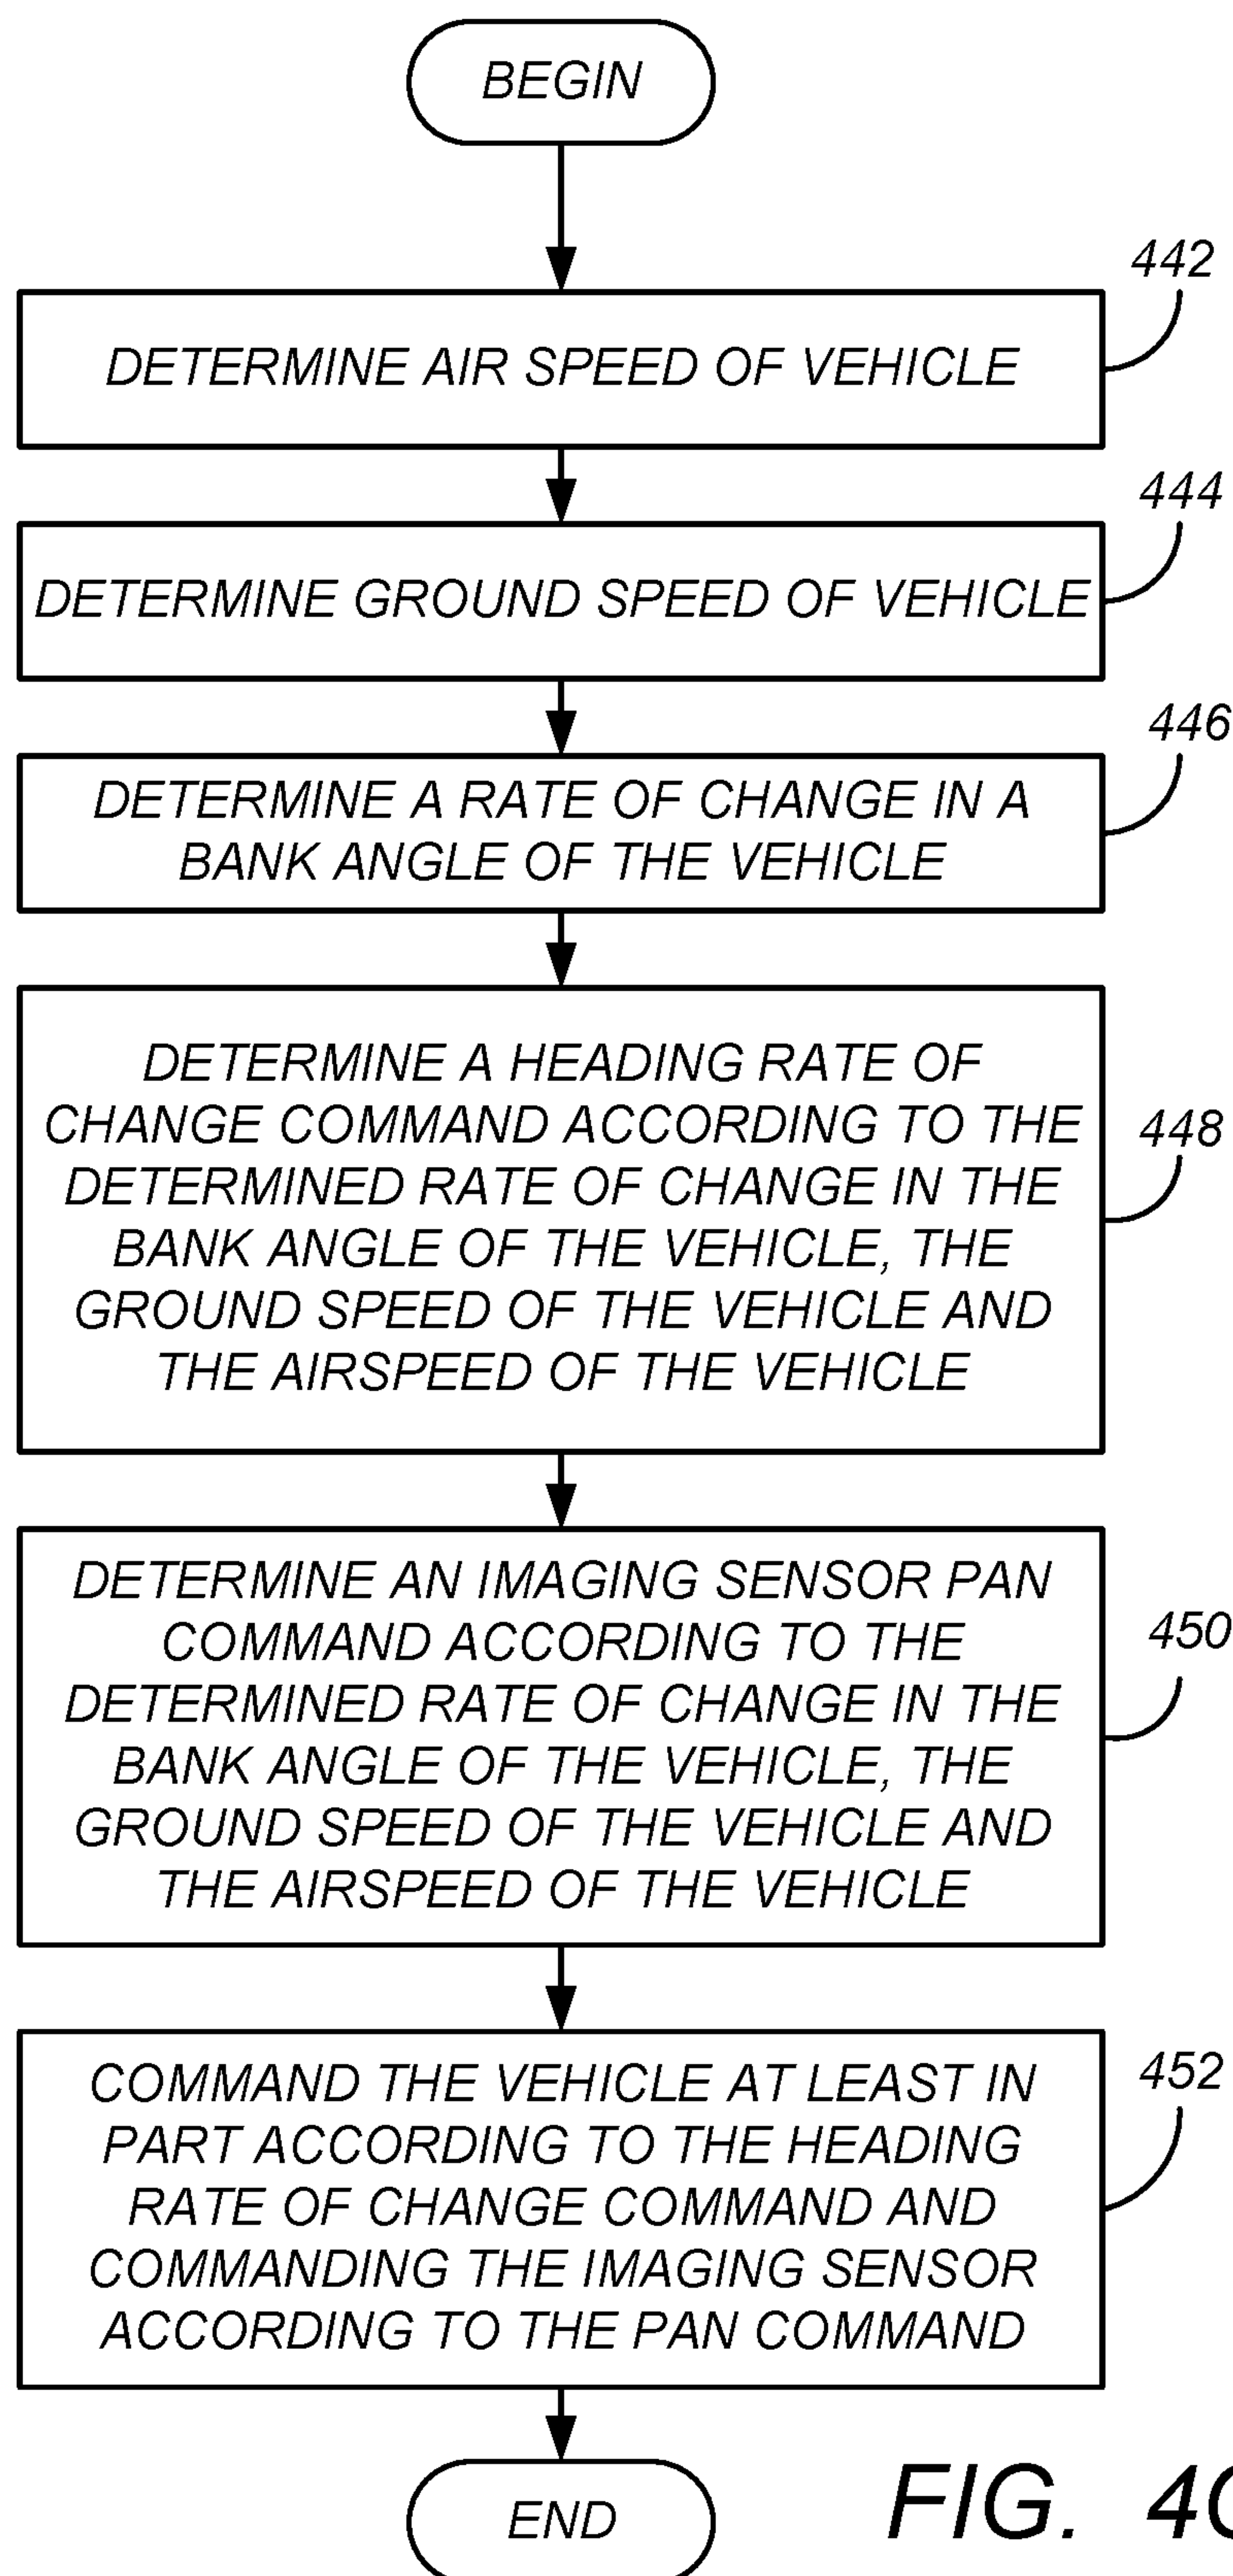 BEGIN
442
DETERMINE AIR SPEED OF VEHICLE
444
DETERMINE GROUND SPEED OF VEHICLE
446
DETERMINE A RATE OF CHANGE IN A
BANK ANGLE OF THE VEHICLE
DETERMINE A HEADING RATE OF
CHANGE COMMAND ACCORDING TO THE
DETERMINED RATE OF CHANGE IN THE
BANK ANGLE OF THE VEHICLE, THE
GROUND SPEED OF THE VEHICLE AND
THE AIRSPEED OF THE VEHICLE
448
DETERMINE AN IMAGING SENSOR PAN
COMMAND ACCORDING TO THE
DETERMINED RATE OF CHANGE IN THE
BANK ANGLE OF THE VEHICLE, THE
GROUND SPEED OF THE VEHICLE AND
THE AIRSPEED OF THE VEHICLE
450
COMMAND THE VEHICLE AT LEAST IN
PART ACCORDING TO THE HEADING
RATE OF CHANGE COMMAND AND
COMMANDING THE IMAGING SENSOR
ACCORDING TO THE PAN COMMAND
452
END
FIG.